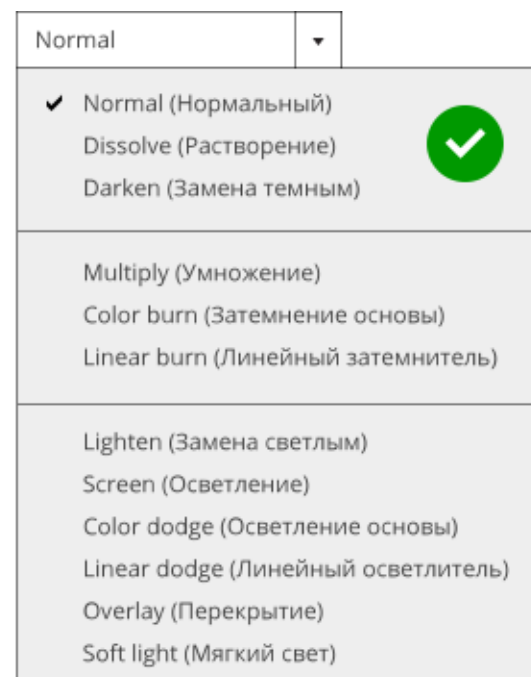 Normal
Normal (Нормальный)
Dissolve (Растворение)
Darken (Замена темным)
Multiply (Умножение)
Color burn (Затемнение основы)
Linear burn (Линейный затемнитель)
Lighten (Замена светлым)
Screen (Осветление)
Color dodge (Осветление основы)
Linear dodge (Линейный осветлитель)
Overlay (Перекрытие)
Soft light (Мягкий свет)